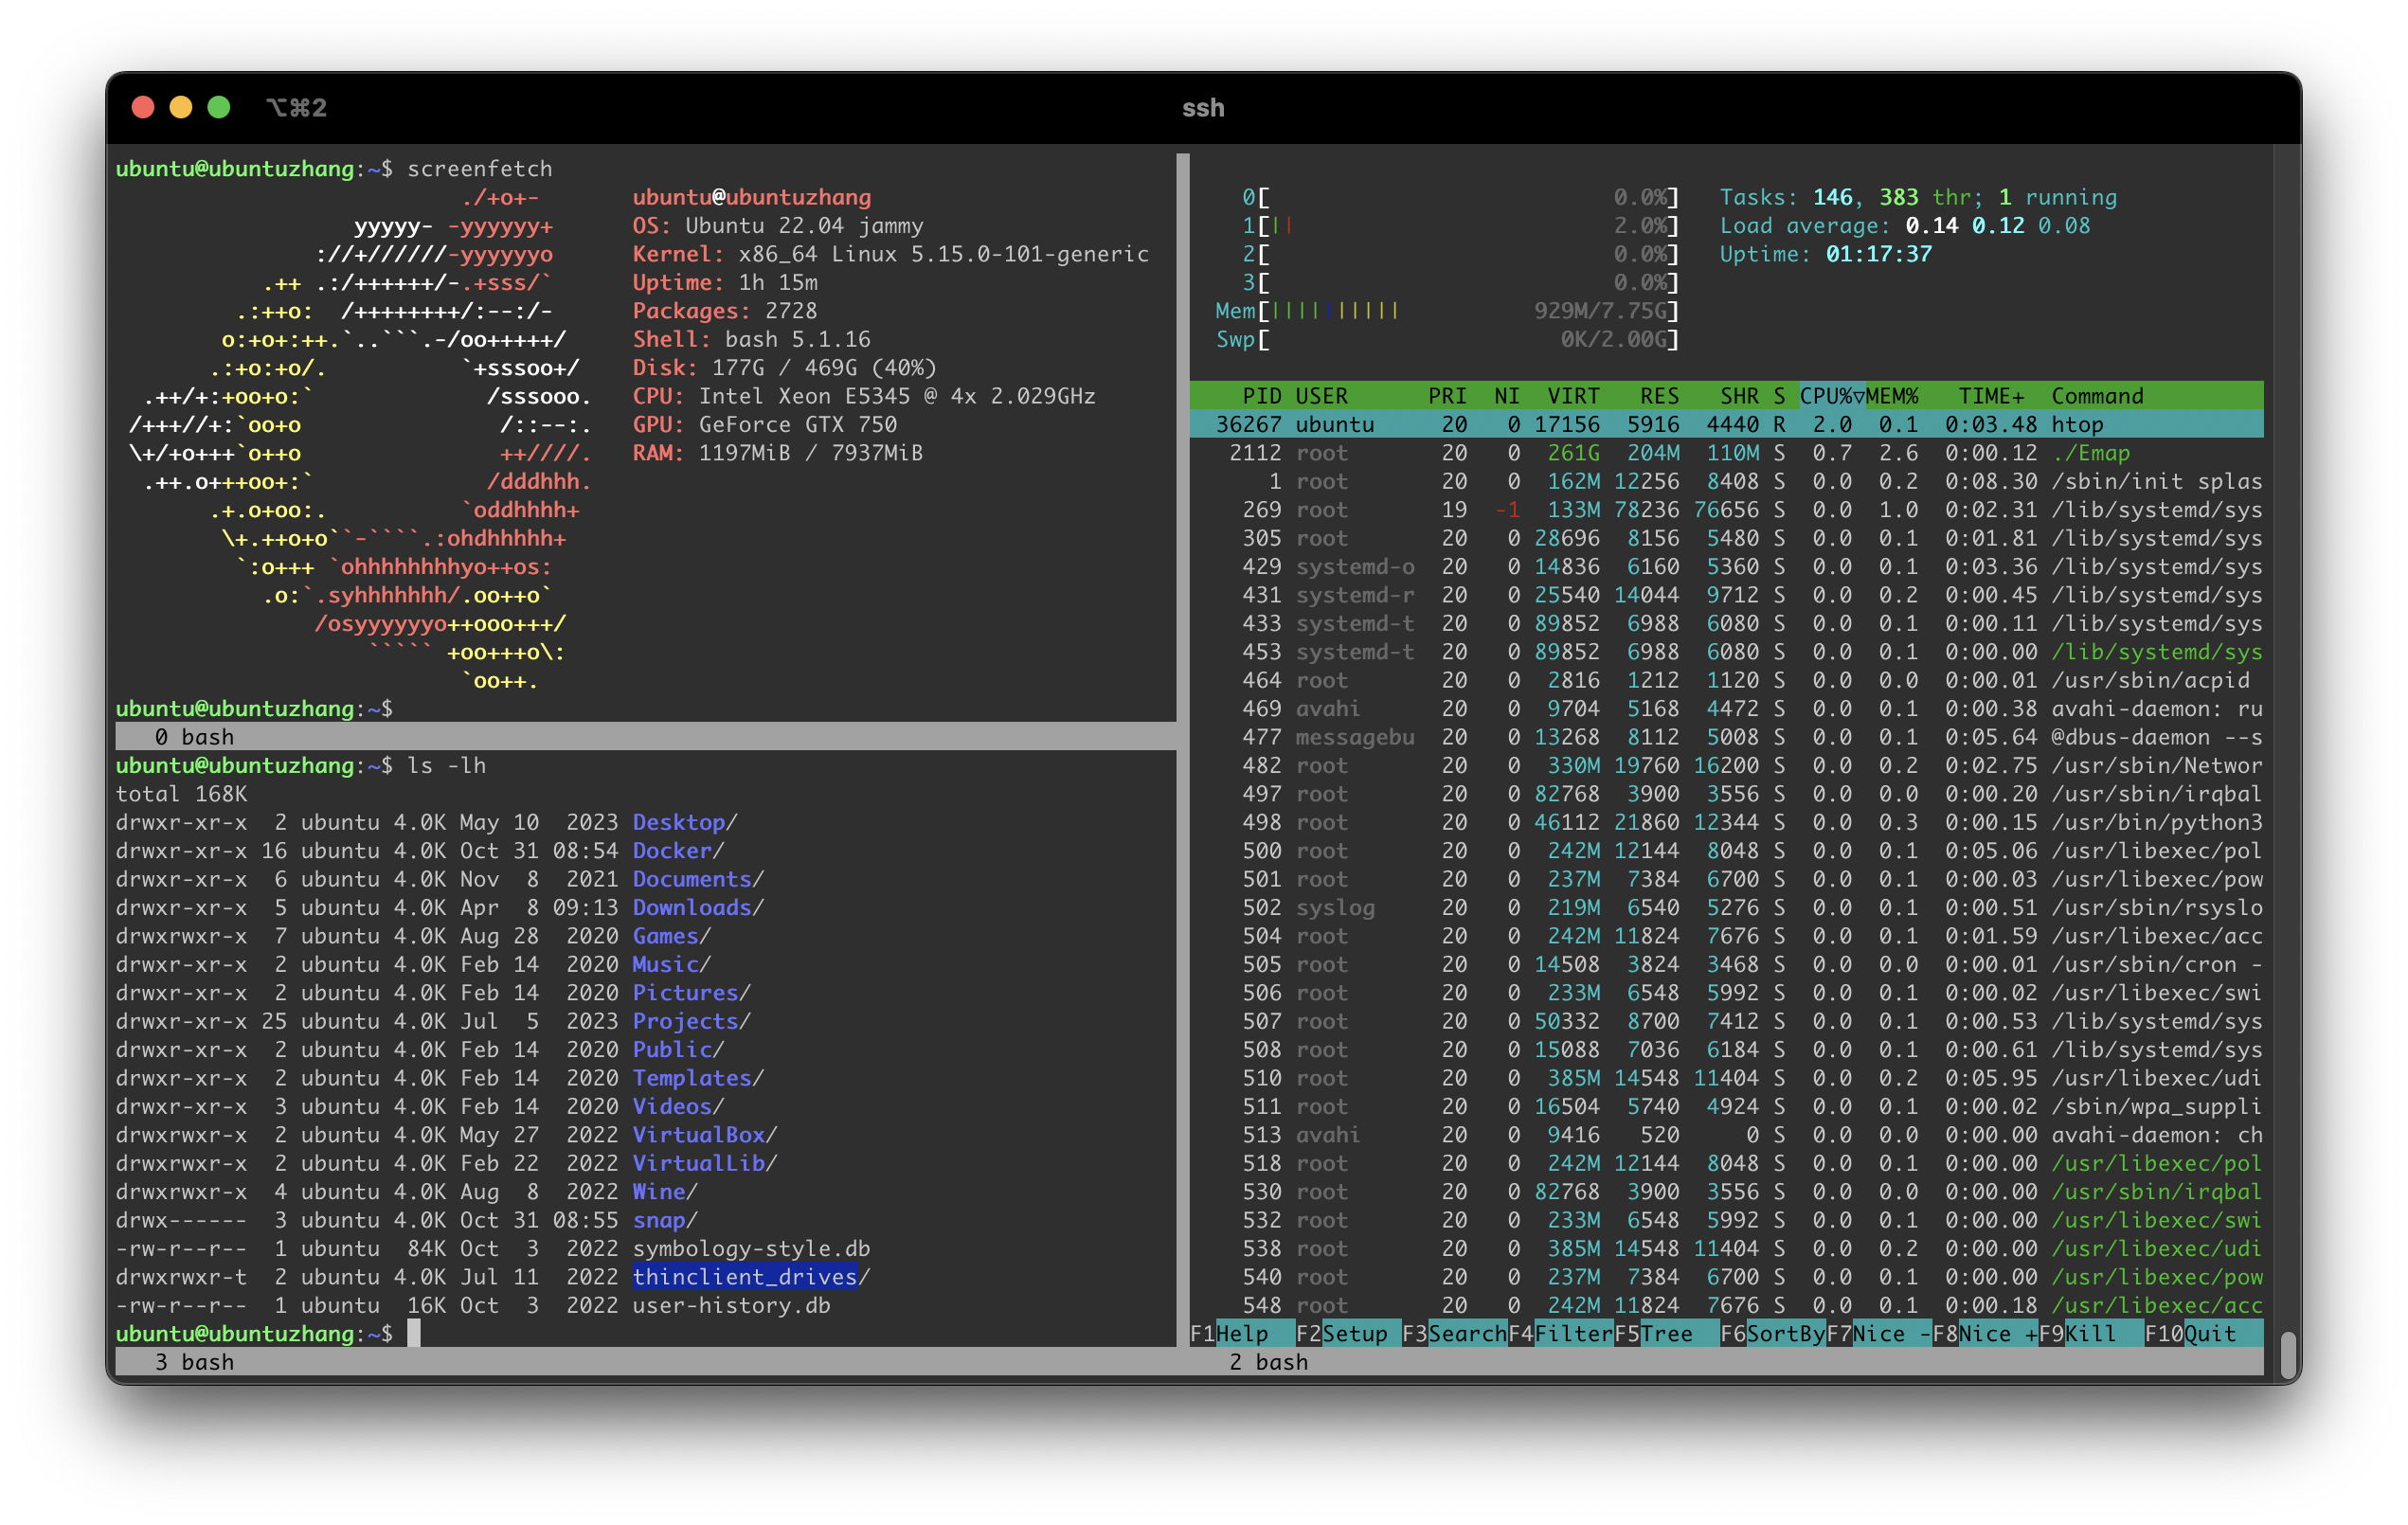 ⌥⌘2 ssh
ubuntu@ubuntuzhang:~$ screenfetch
                          ./+o+-       ubuntu@ubuntuzhang
                  yyyyy- -yyyyyy+      OS: Ubuntu 22.04 jammy
               ://+//////-yyyyyyo      Kernel: x86_64 Linux 5.15.0-101-generic
           .++ .:/++++++/-.+sss/`      Uptime: 1h 15m
         .:++o:  /++++++++/:--:/-      Packages: 2728
        o:+o+:++.`..```.-/oo+++++/     Shell: bash 5.1.16
       .:+o:+o/.          `+sssoo+/    Disk: 177G / 469G (40%)
  .++/+:+oo+o:`             /sssooo.   CPU: Intel Xeon E5345 @ 4x 2.029GHz
 /+++//+:`oo+o               /::--:.   GPU: GeForce GTX 750
 \+/+o+++`o++o               ++////.   RAM: 1197MiB / 7937MiB
  .++.o+++oo+:`             /dddhhh.
       .+.o+oo:.          `oddhhhh+
        \+.++o+o``-````.:ohdhhhhh+
         `:o+++ `ohhhhhhhhyo++os:
           .o:`.syhhhhhhh/.oo++o`
               /osyyyyyyo++ooo+++/
                   ````` +oo+++o\:
                          `oo++.
ubuntu@ubuntuzhang:~$
0 bash
ubuntu@ubuntuzhang:~$ ls -lh
total 168K
drwxr-xr-x  2 ubuntu 4.0K May 10  2023 Desktop/
drwxr-xr-x 16 ubuntu 4.0K Oct 31 08:54 Docker/
drwxr-xr-x  6 ubuntu 4.0K Nov  8  2021 Documents/
drwxr-xr-x  5 ubuntu 4.0K Apr  8 09:13 Downloads/
drwxrwxr-x  7 ubuntu 4.0K Aug 28  2020 Games/
drwxr-xr-x  2 ubuntu 4.0K Feb 14  2020 Music/
drwxr-xr-x  2 ubuntu 4.0K Feb 14  2020 Pictures/
drwxr-xr-x 25 ubuntu 4.0K Jul  5  2023 Projects/
drwxr-xr-x  2 ubuntu 4.0K Feb 14  2020 Public/
drwxr-xr-x  2 ubuntu 4.0K Feb 14  2020 Templates/
drwxr-xr-x  3 ubuntu 4.0K Feb 14  2020 Videos/
drwxrwxr-x  2 ubuntu 4.0K May 27  2022 VirtualBox/
drwxrwxr-x  2 ubuntu 4.0K Feb 22  2022 VirtualLib/
drwxrwxr-x  4 ubuntu 4.0K Aug  8  2022 Wine/
drwx------  3 ubuntu 4.0K Oct 31 08:55 snap/
-rw-r--r--  1 ubuntu  84K Oct  3  2022 symbology-style.db
drwxrwxr-t  2 ubuntu 4.0K Jul 11  2022 thinclient_drives/
-rw-r--r--  1 ubuntu  16K Oct  3  2022 user-history.db
ubuntu@ubuntuzhang:~$
3 bash
0[ 0.0%] Tasks: 146, 383 thr; 1 running
1[|| 2.0%] Load average: 0.14 0.12 0.08
2[ 0.0%] Uptime: 01:17:37
3[ 0.0%]
Mem[|||||||||| 929M/7.75G]
Swp[ 0K/2.00G]
PID USER PRI NI VIRT RES SHR S CPU%▽MEM% TIME+ Command
36267 ubuntu 20 0 17156 5916 4440 R 2.0 0.1 0:03.48 htop
2112 root 20 0 261G 204M 110M S 0.7 2.6 0:00.12 ./Emap
1 root 20 0 162M 12256 8408 S 0.0 0.2 0:08.30 /sbin/init splas
269 root 19 -1 133M 78236 76656 S 0.0 1.0 0:02.31 /lib/systemd/sys
305 root 20 0 28696 8156 5480 S 0.0 0.1 0:01.81 /lib/systemd/sys
429 systemd-o 20 0 14836 6160 5360 S 0.0 0.1 0:03.36 /lib/systemd/sys
431 systemd-r 20 0 25540 14044 9712 S 0.0 0.2 0:00.45 /lib/systemd/sys
433 systemd-t 20 0 89852 6988 6080 S 0.0 0.1 0:00.11 /lib/systemd/sys
453 systemd-t 20 0 89852 6988 6080 S 0.0 0.1 0:00.00 /lib/systemd/sys
464 root 20 0 2816 1212 1120 S 0.0 0.0 0:00.01 /usr/sbin/acpid
469 avahi 20 0 9704 5168 4472 S 0.0 0.1 0:00.38 avahi-daemon: ru
477 messagebu 20 0 13268 8112 5008 S 0.0 0.1 0:05.64 @dbus-daemon --s
482 root 20 0 330M 19760 16200 S 0.0 0.2 0:02.75 /usr/sbin/Networ
497 root 20 0 82768 3900 3556 S 0.0 0.0 0:00.20 /usr/sbin/irqbal
498 root 20 0 46112 21860 12344 S 0.0 0.3 0:00.15 /usr/bin/python3
500 root 20 0 242M 12144 8048 S 0.0 0.1 0:05.06 /usr/libexec/pol
501 root 20 0 237M 7384 6700 S 0.0 0.1 0:00.03 /usr/libexec/pow
502 syslog 20 0 219M 6540 5276 S 0.0 0.1 0:00.51 /usr/sbin/rsyslo
504 root 20 0 242M 11824 7676 S 0.0 0.1 0:01.59 /usr/libexec/acc
505 root 20 0 14508 3824 3468 S 0.0 0.0 0:00.01 /usr/sbin/cron -
506 root 20 0 233M 6548 5992 S 0.0 0.1 0:00.02 /usr/libexec/swi
507 root 20 0 50332 8700 7412 S 0.0 0.1 0:00.53 /lib/systemd/sys
508 root 20 0 15088 7036 6184 S 0.0 0.1 0:00.61 /lib/systemd/sys
510 root 20 0 385M 14548 11404 S 0.0 0.2 0:05.95 /usr/libexec/udi
511 root 20 0 16504 5740 4924 S 0.0 0.1 0:00.02 /sbin/wpa_suppli
513 avahi 20 0 9416 520 0 S 0.0 0.0 0:00.00 avahi-daemon: ch
518 root 20 0 242M 12144 8048 S 0.0 0.1 0:00.00 /usr/libexec/pol
530 root 20 0 82768 3900 3556 S 0.0 0.0 0:00.00 /usr/sbin/irqbal
532 root 20 0 233M 6548 5992 S 0.0 0.1 0:00.00 /usr/libexec/swi
538 root 20 0 385M 14548 11404 S 0.0 0.2 0:00.00 /usr/libexec/udi
540 root 20 0 237M 7384 6700 S 0.0 0.1 0:00.00 /usr/libexec/pow
548 root 20 0 242M 11824 7676 S 0.0 0.1 0:00.18 /usr/libexec/acc
F1Help F2Setup F3SearchF4FilterF5Tree F6SortByF7Nice -F8Nice +F9Kill F10Quit
2 bash